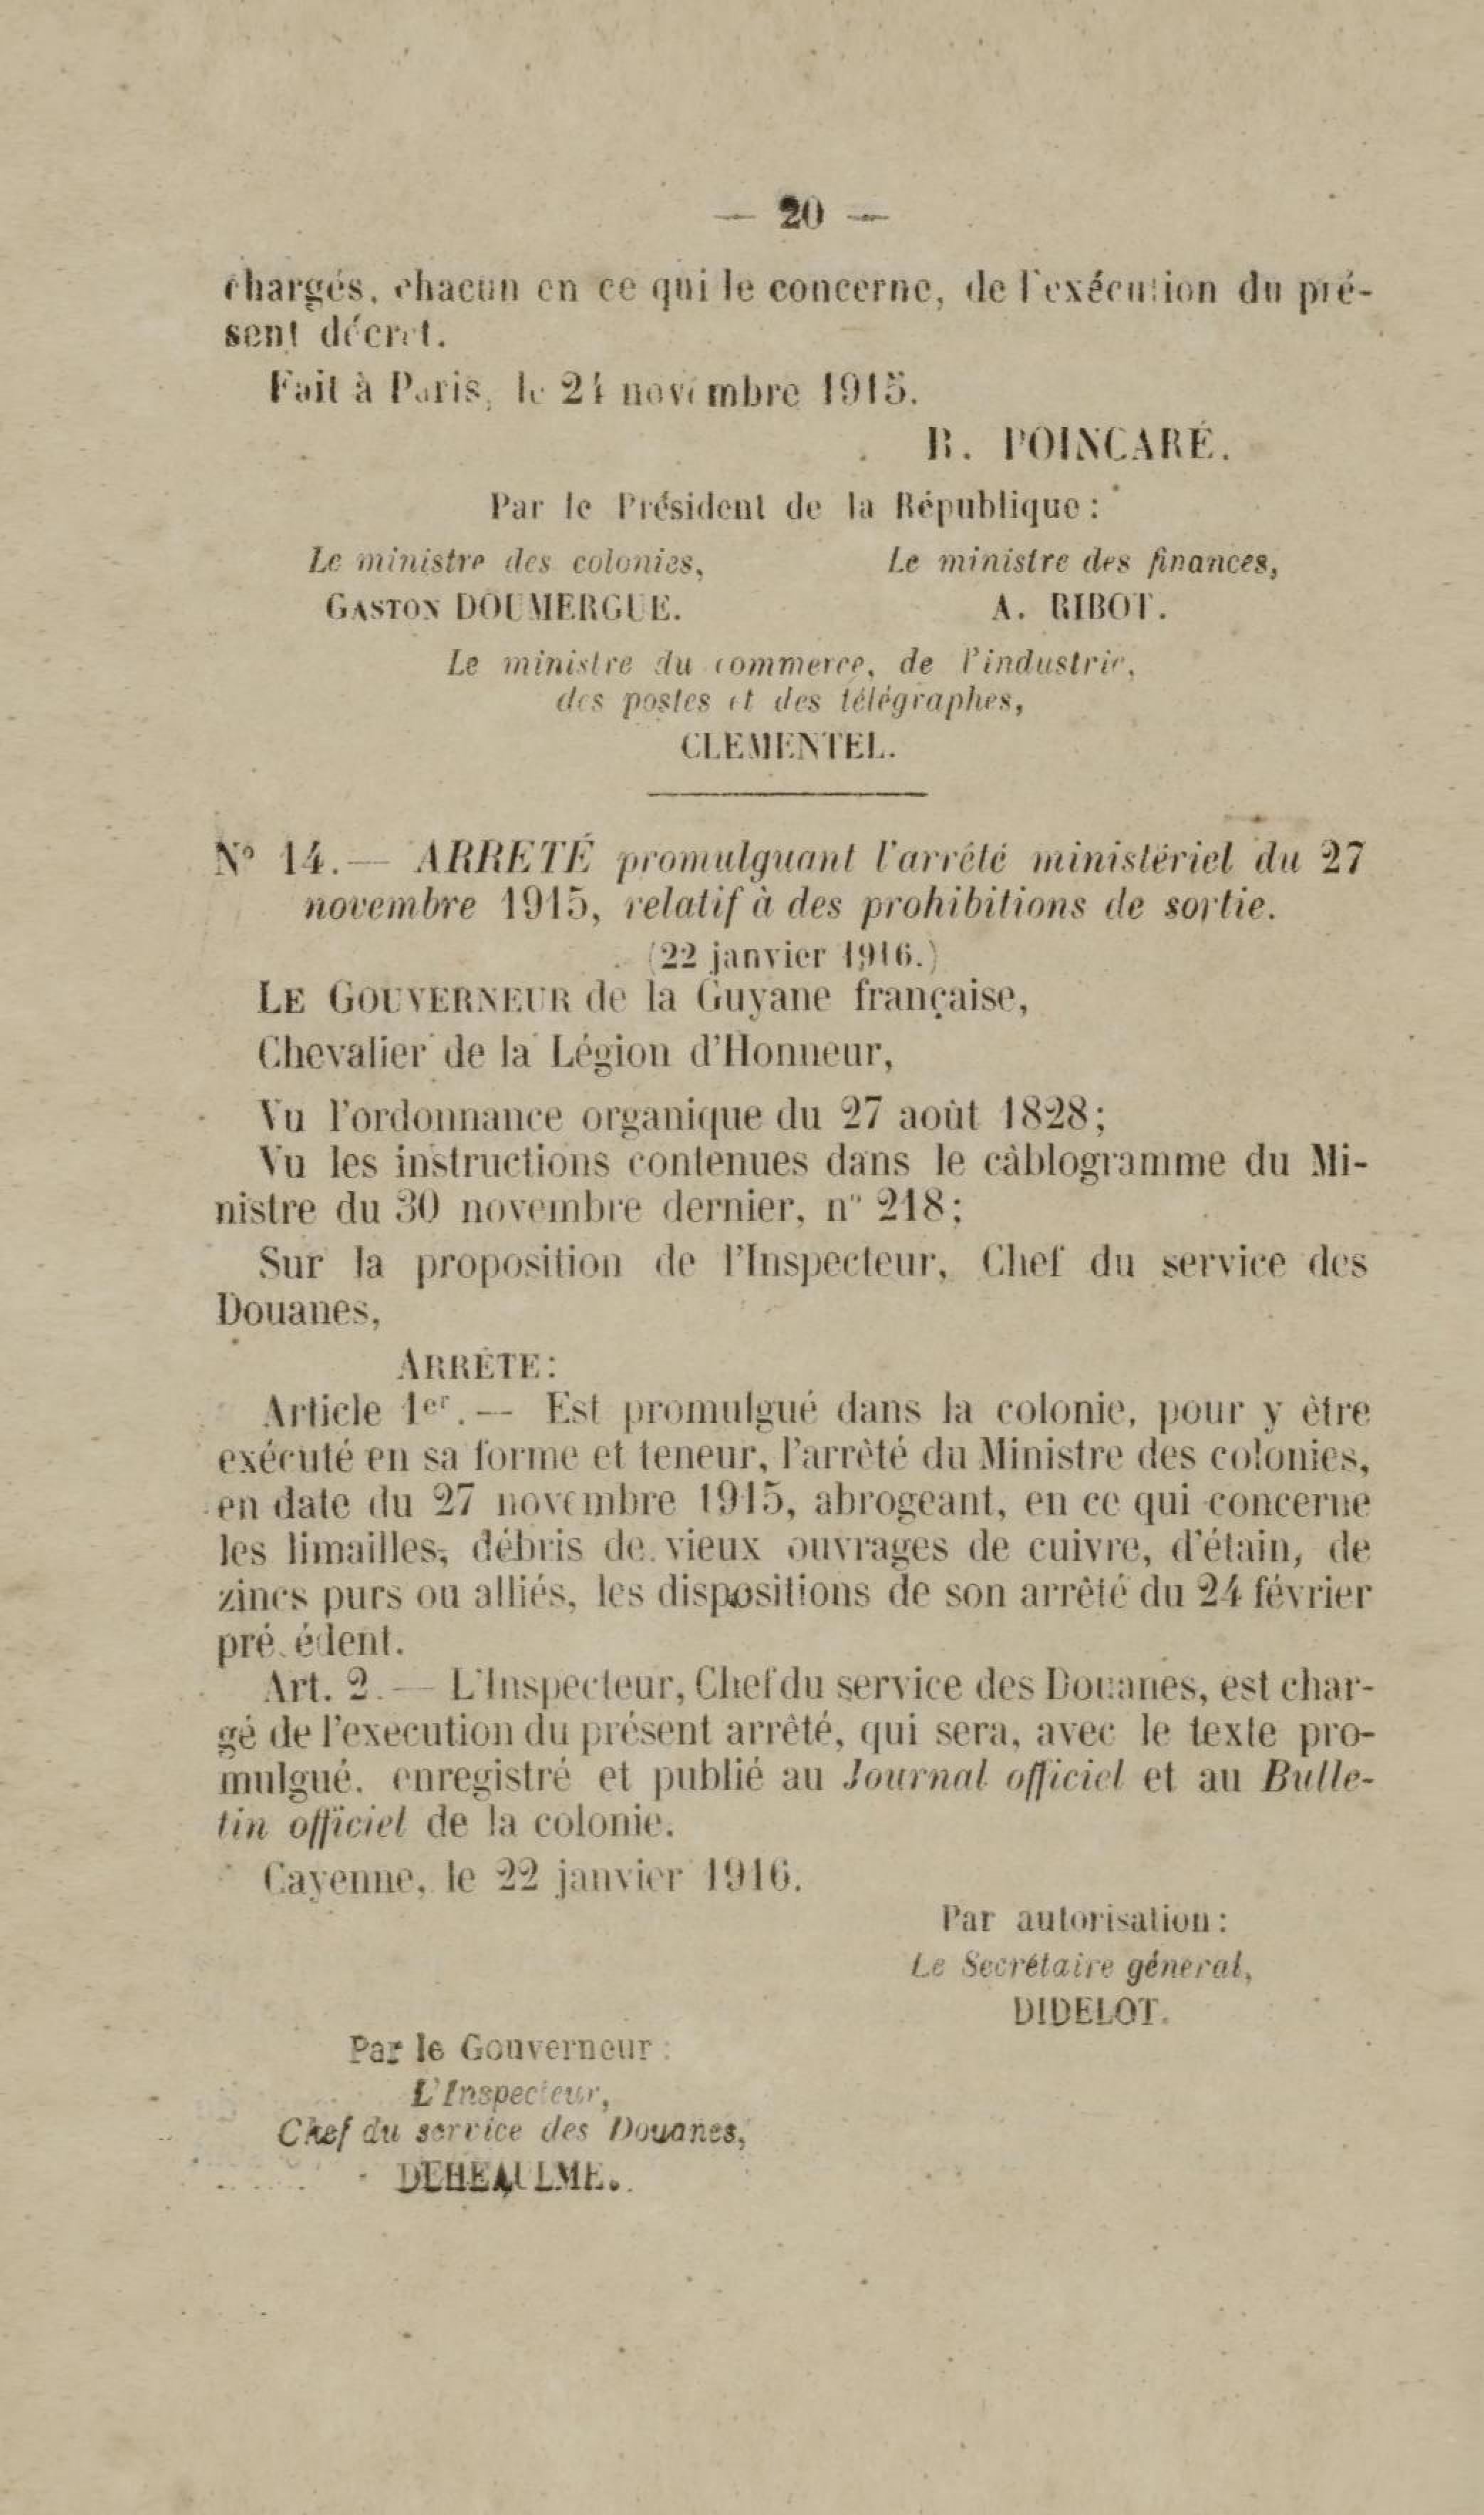 — 20 —
chargés, chacun en ce qui le concerne, de l'exécution du pré-
sent décret.
Fait à Paris, le 24 novembre 1915.
R. POINCARÉ.
Par le Président de la République:
Le ministre des colonies,
GASTON DOUMERGUE.
Le ministre des finances,
A. RIBOT.
Le ministre du commerce, de l'industrie,
des postes et des télégraphes,
CLEMENTEL.
N° 14. — ARRETÉ promulguant l'arrêté ministériel du 27
novembre 1915, relatif à des prohibitions de sortie.
(22 janvier 1916.)
LE GOUVERNEUR de la Guyane française,
Chevalier de la Légion d'Honneur,
Vu l'ordonnance organique du 27 août 1828;
Vu les instructions contenues dans le câblogramme du Mi-
nistre du 30 novembre dernier, n° 218;
Sur la proposition de l'Inspecteur, Chef du service des
Douanes,
ARRÊTE:
Article 1er. — Est promulgué dans la colonie, pour y être
exécuté en sa forme et teneur, l'arrêté du Ministre des colonies,
en date du 27 novembre 1915, abrogeant, en ce qui concerne
les limailles, débris de vieux ouvrages de cuivre, d'étain, de
zincs purs ou alliés, les dispositions de son arrêté du 24 février
précédent.
Art. 2. — L'Inspecteur, Chef du service des Douanes, est char-
gé de l'execution du présent arrêté, qui sera, avec le texte pro-
mulgué, enregistré et publié au Journal officiel et au Bulle-
tin officiel de la colonie.
Cayenne, le 22 janvier 1916.
Par autorisation:
Le Secrétaire général,
DIDELOT.
Par le Gouverneur:
L'Inspecteur,
Chef du service des Douanes,
DEHEAULME.